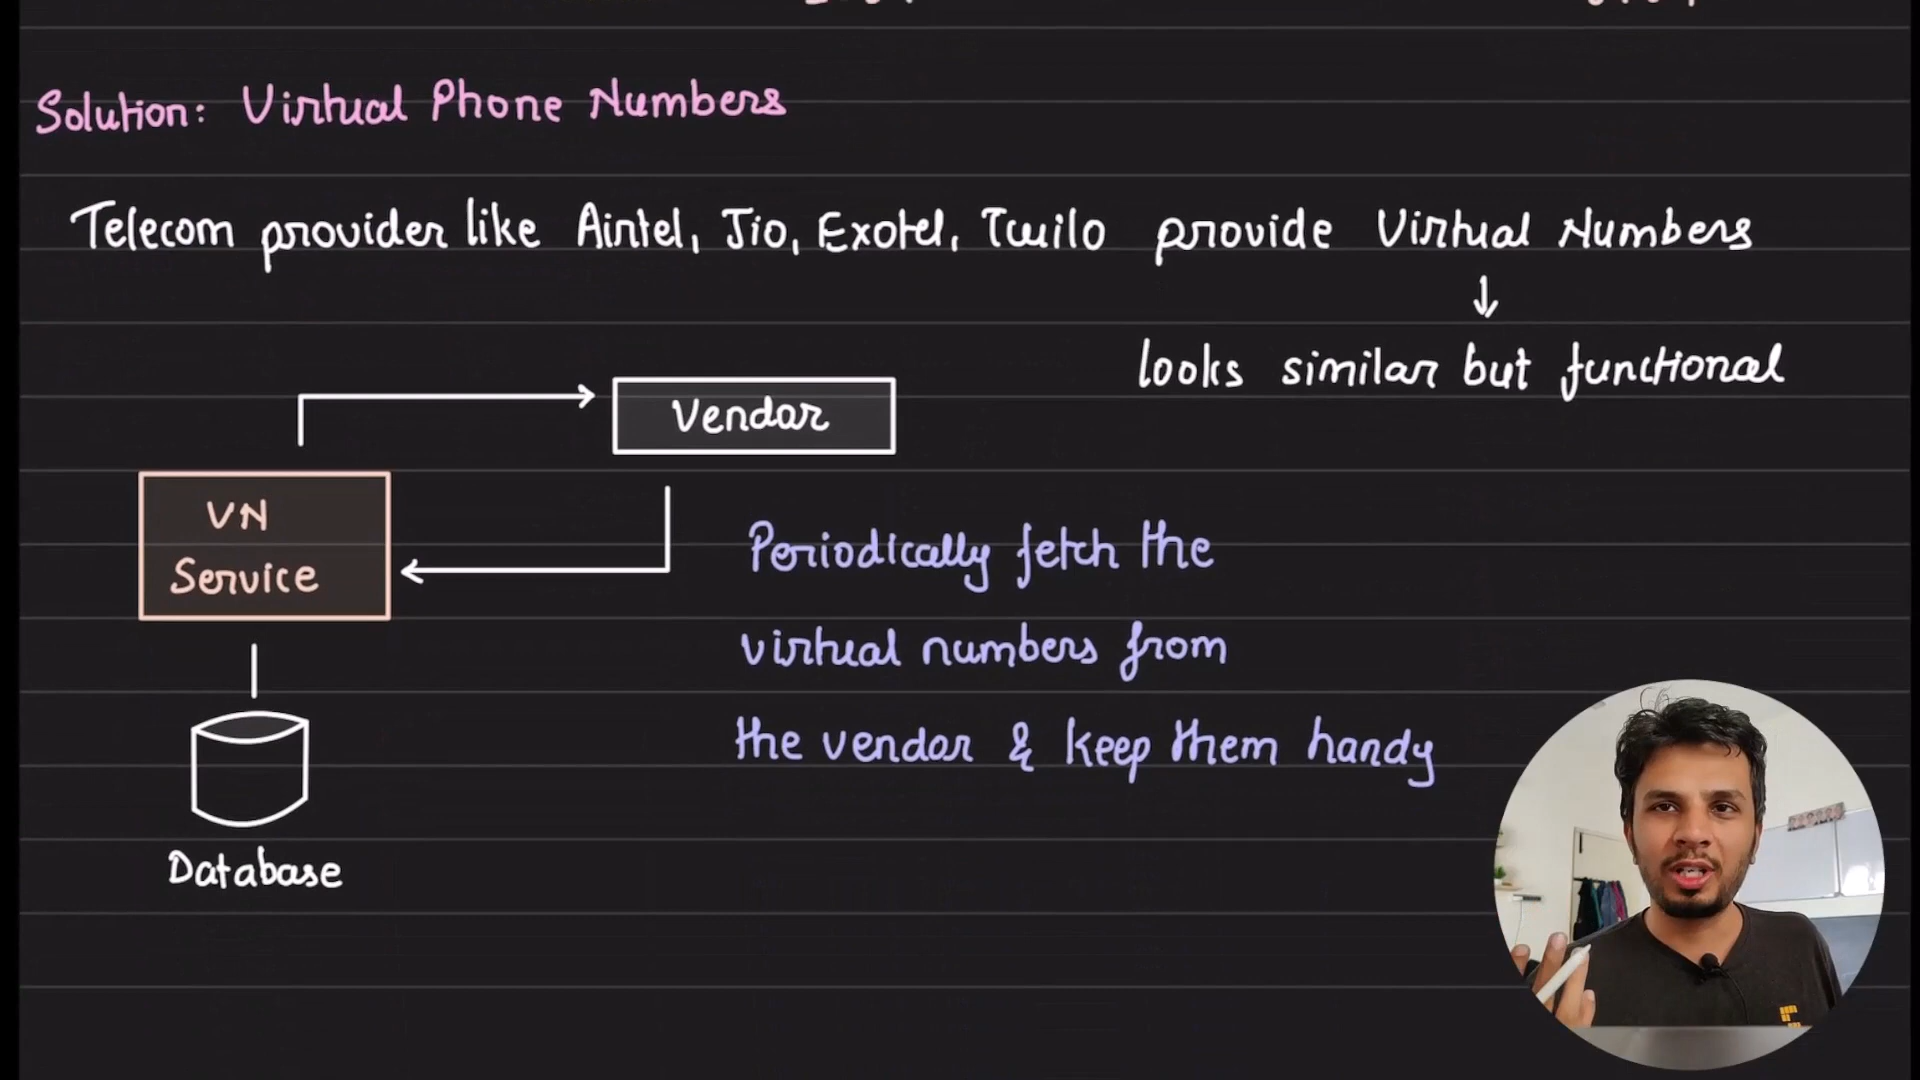 Solution: Virtual Phone Numbers
Telecom provider like Airtel, Jio, Exotel, Twilo provide Virtual Numbers
↓
looks similar but functional
Vendor
VN
Service
Periodically fetch the
virtual numbers from
the vendor & keep them handy
Database